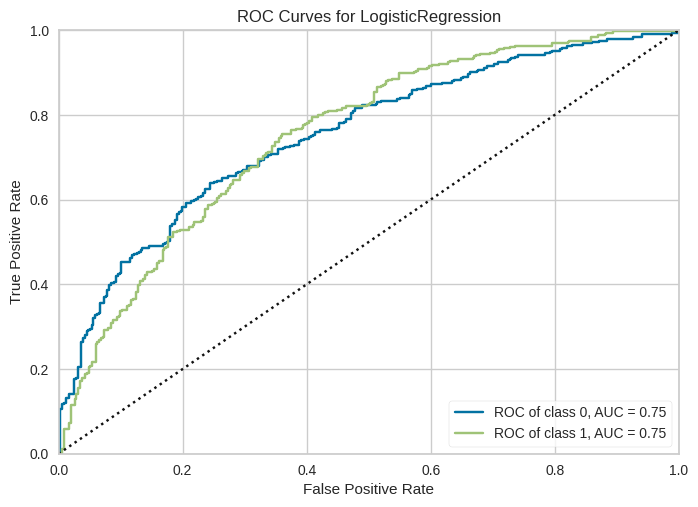 ROC Curves for LogisticRegression
1.0
0.8
0.6
0.4
0.2
0.0
True Positive Rate
ROC of class 0, AUC = 0.75
ROC of class 1, AUC = 0.75
0.0 0.2 0.4 0.6 0.8 1.0
False Positive Rate